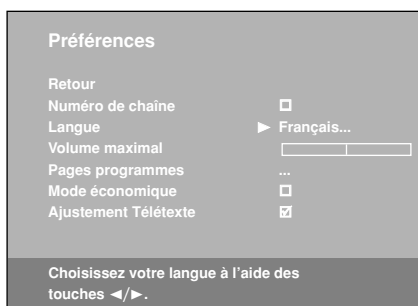 Préférences
Retour
Numéro de chaîne
Langue ▶ Français...
Volume maximal
Pages programmes ...
Mode économique
Ajustement Télétexte
Choisissez votre langue à l'aide des
touches ◄/►.